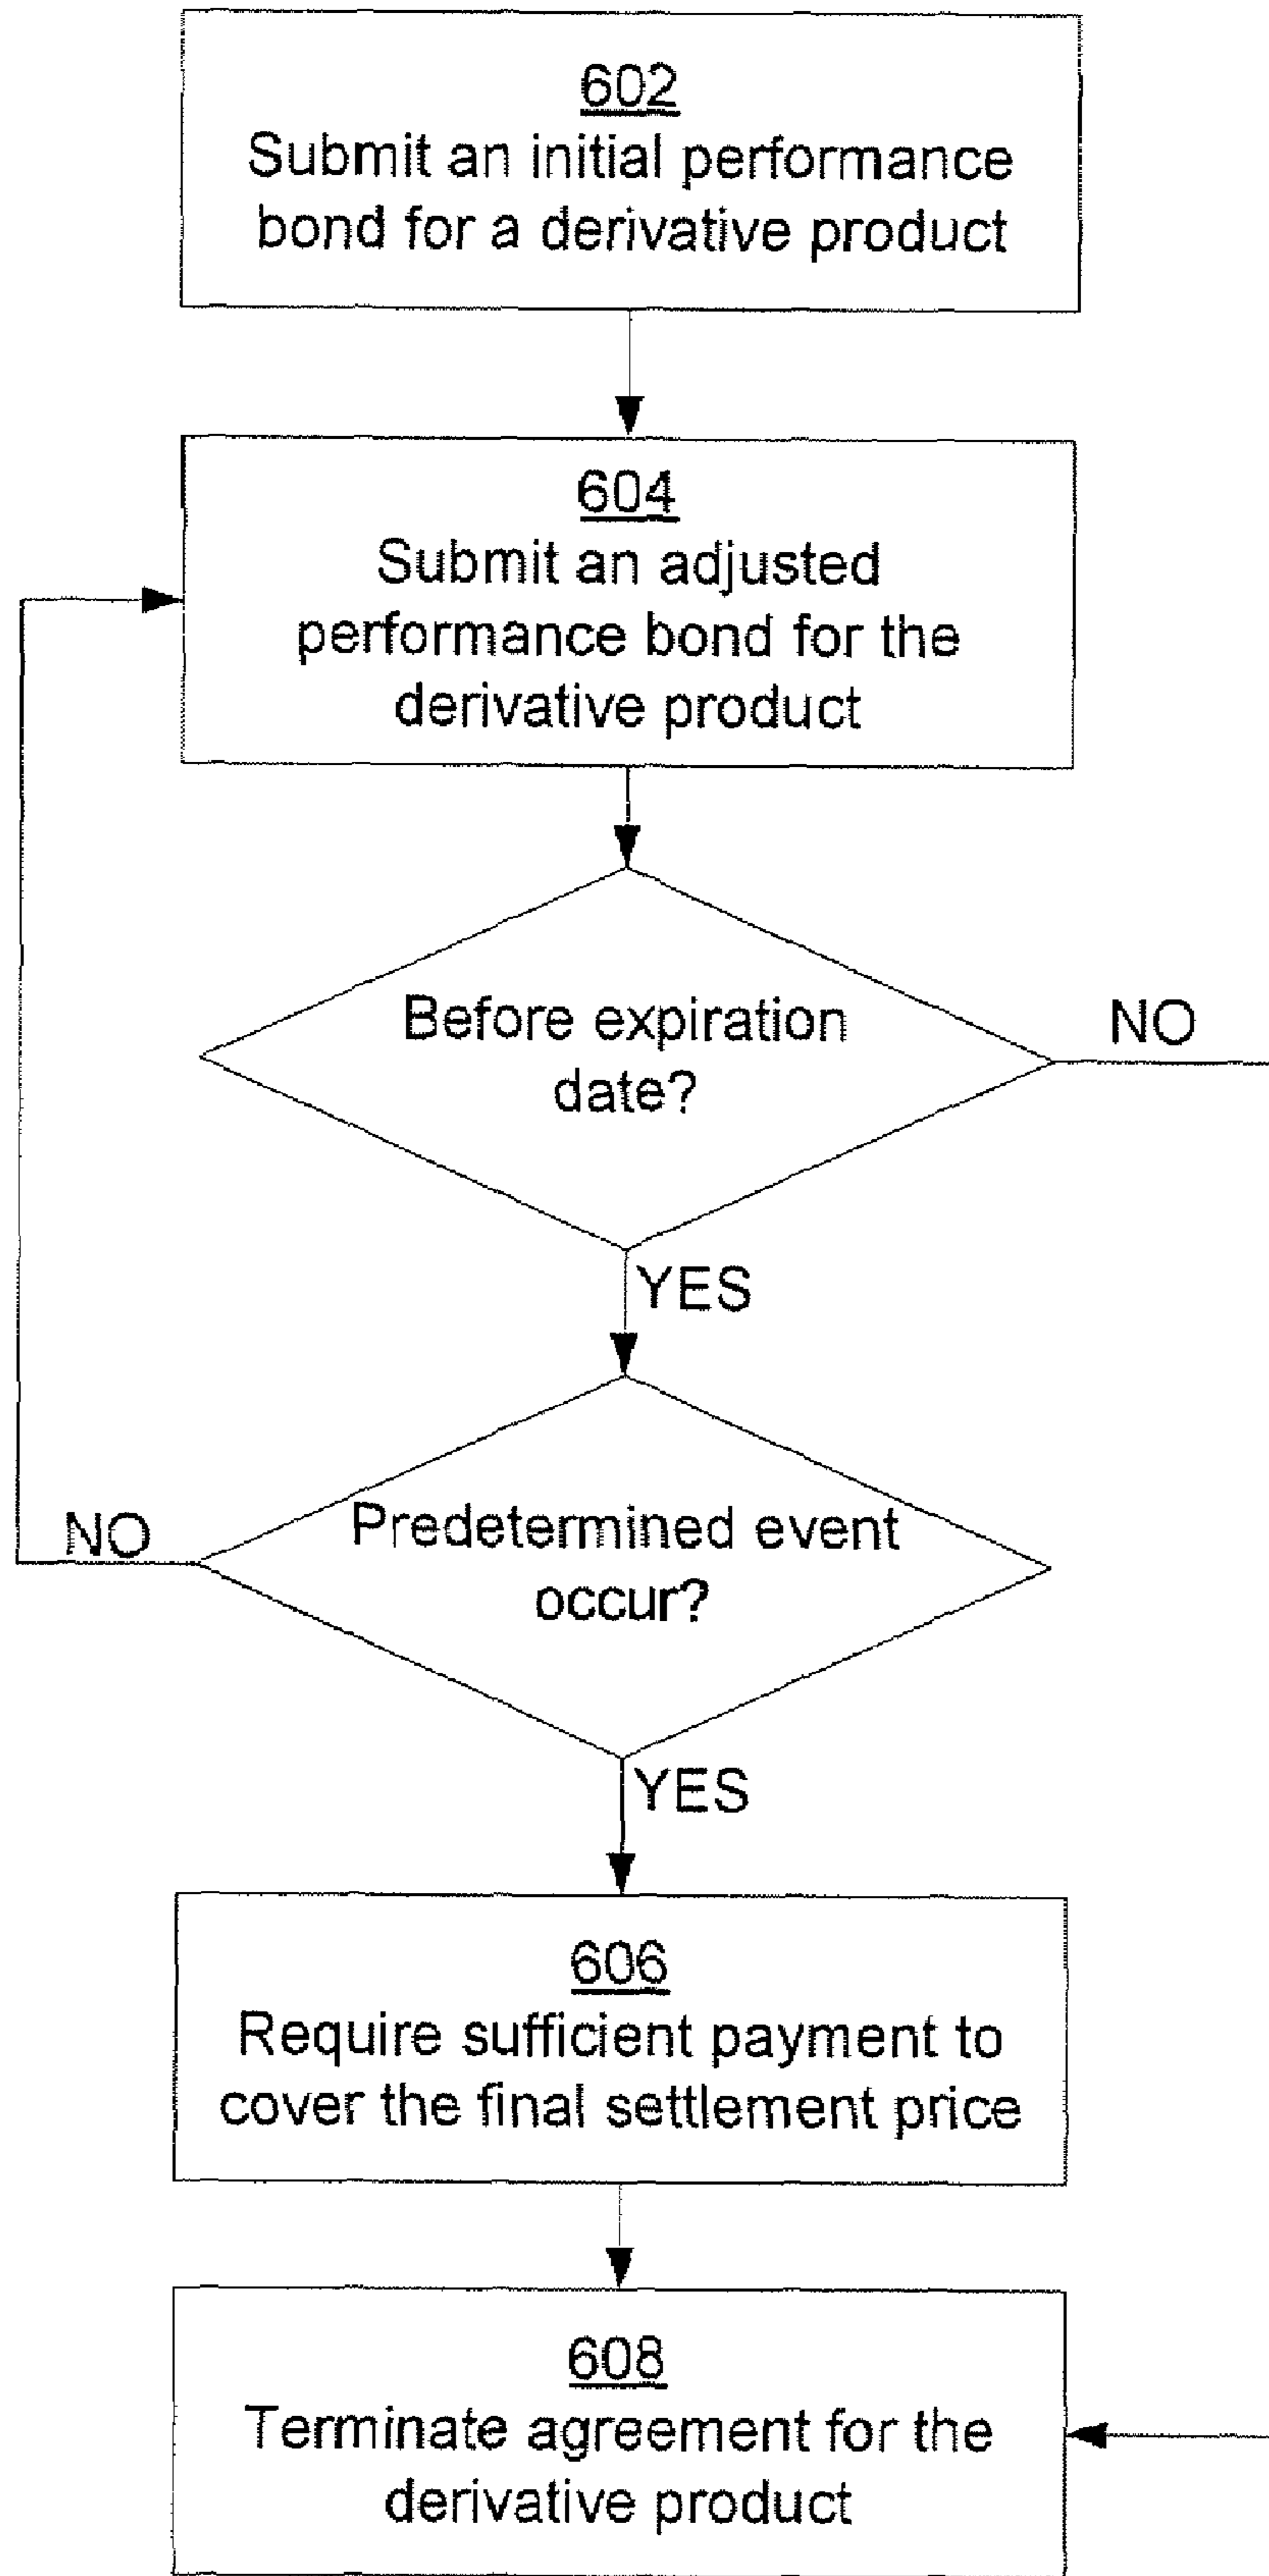 602
Submit an initial performance
bond for a derivative product
604
Submit an adjusted
performance bond for the
derivative product
Before expiration
date?
NO
YES
Predetermined event
occur?
NO
YES
606
Require sufficient payment to
cover the final settlement price
608
Terminate agreement for the
derivative product